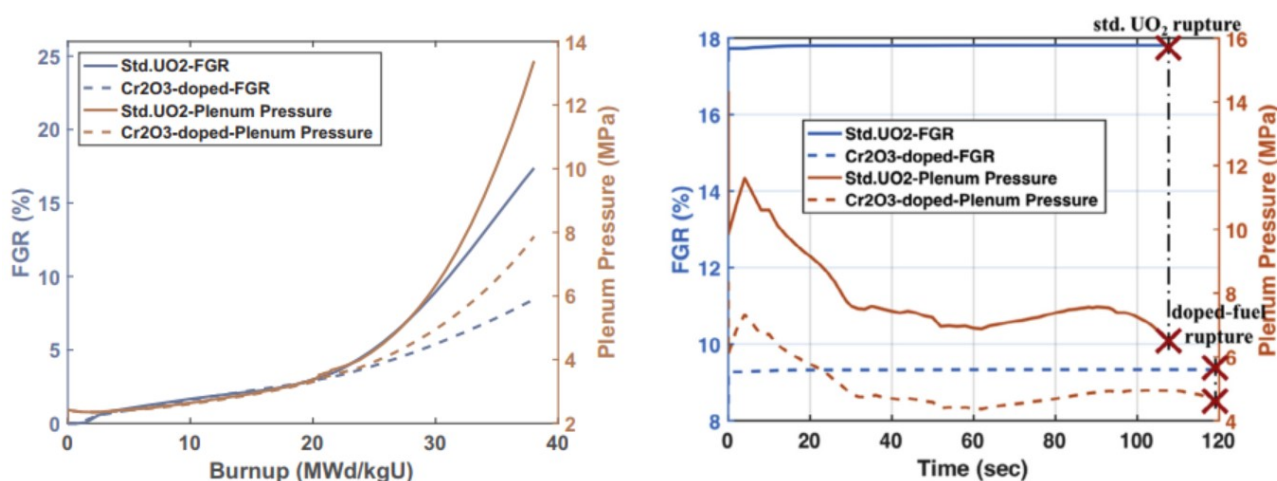 25
20
15
10
5
0
FGR (%)
Std.UO2-FGR
Cr2O3-doped-FGR
Std.UO2-Plenum Pressure
Cr2O3-doped-Plenum Pressure
14
12
10
8
6
4
2
Plenum Pressure (MPa)
0 10 20 30 40
Burnup (MWd/kgU)
std. UO2 rupture
18
16
14
12
10
8
FGR (%)
Std.UO2-FGR
Cr2O3-doped-FGR
Std.UO2-Plenum Pressure
Cr2O3-doped-Plenum Pressure
16
14
12
10
8
6
4
Plenum Pressure (MPa)
doped-fuel
rupture
0 20 40 60 80 100 120
Time (sec)